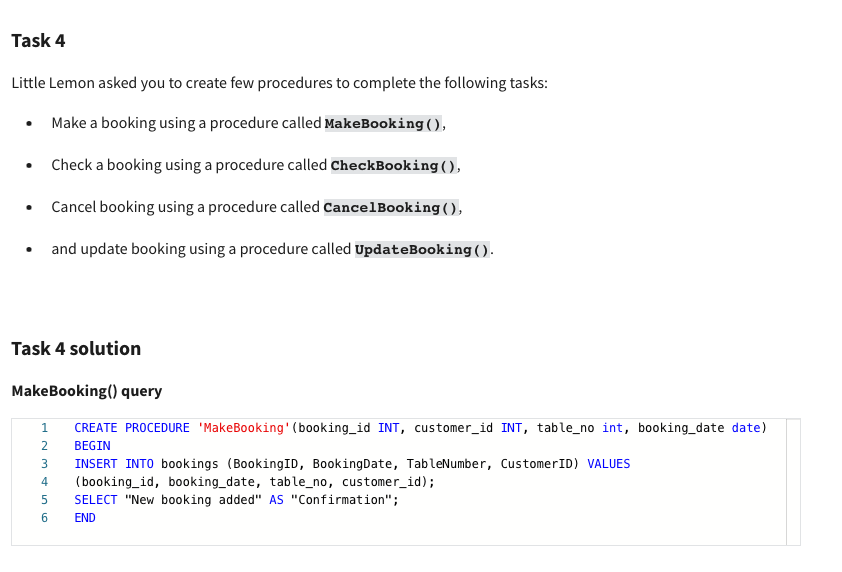 Task 4
Little Lemon asked you to create few procedures to complete the following tasks:
• Make a booking using a procedure called MakeBooking(),
• Check a booking using a procedure called CheckBooking(),
• Cancel booking using a procedure called CancelBooking(),
• and update booking using a procedure called UpdateBooking().
Task 4 solution
MakeBooking() query
1 CREATE PROCEDURE 'MakeBooking'(booking_id INT, customer_id INT, table_no int, booking_date date)
2 BEGIN
3 INSERT INTO bookings (BookingID, BookingDate, TableNumber, CustomerID) VALUES
4 (booking_id, booking_date, table_no, customer_id);
5 SELECT "New booking added" AS "Confirmation";
6 END